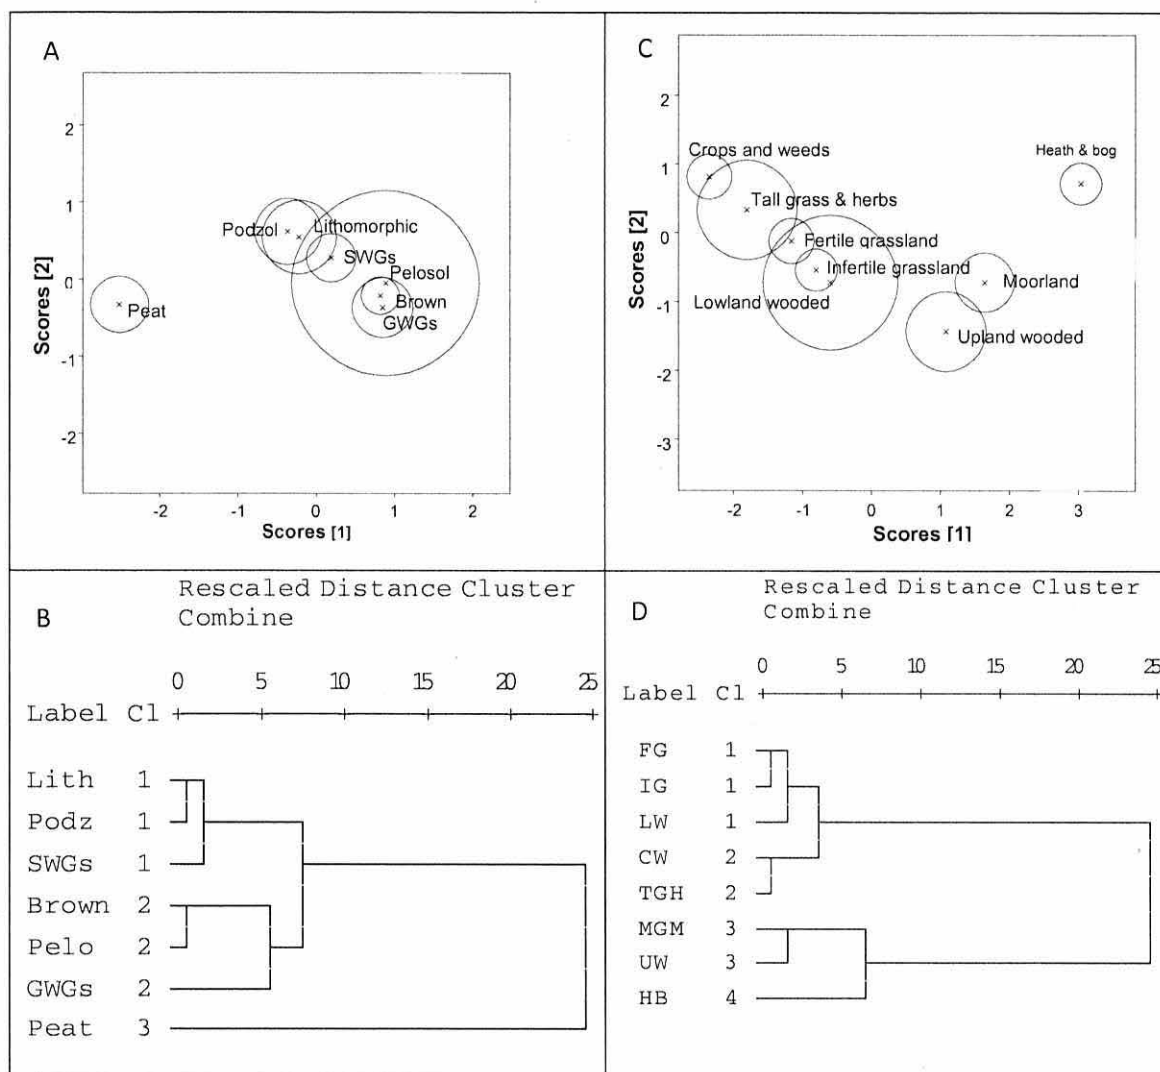 A
2
1
0
-1
-2
-2
-1
0
1
2
Scores [2]
Scores [1]
Podzol
Lithomorphic
SWGs
Pelosol
Brown
GWGs
Peat
C
2
1
0
-1
-2
-3
-2
-1
0
1
2
3
Scores [2]
Scores [1]
Crops and weeds
Heath & bog
Tall grass & herbs
Fertile grassland
Infertile grassland
Lowland wooded
Moorland
Upland wooded
B
Rescaled Distance Cluster
Combine
0 5 10 15 20 25
Label Cl
Lith 1
Podz 1
SWGs 1
Brown 2
Pelo 2
GWGs 2
Peat 3
D
Rescaled Distance Cluster
Combine
0 5 10 15 20 25
Label Cl
FG 1
IG 1
LW 1
CW 2
TGH 2
MGM 3
UW 3
HB 4